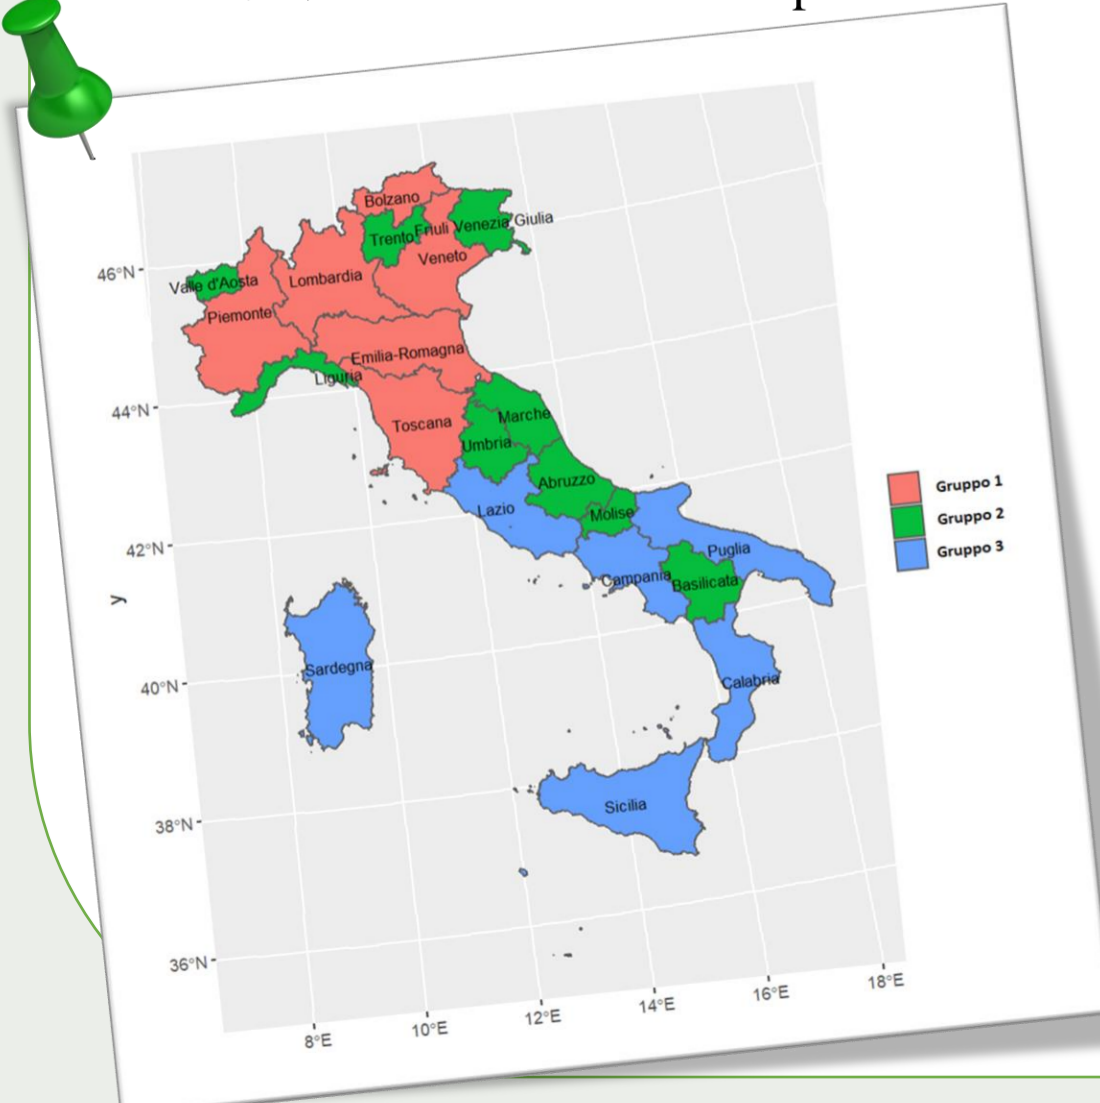 Bolzano
Trento
Friuli Venezia Giulia
Veneto
Valle d'Aosta
Lombardia
Piemonte
Emilia-Romagna
Liguria
Toscana
Marche
Umbria
Abruzzo
Lazio
Molise
Puglia
Campania
Basilicata
Sardegna
Calabria
Sicilia
46°N
44°N
42°N
40°N
38°N
36°N
y
8°E
10°E
12°E
14°E
16°E
18°E
Gruppo 1
Gruppo 2
Gruppo 3